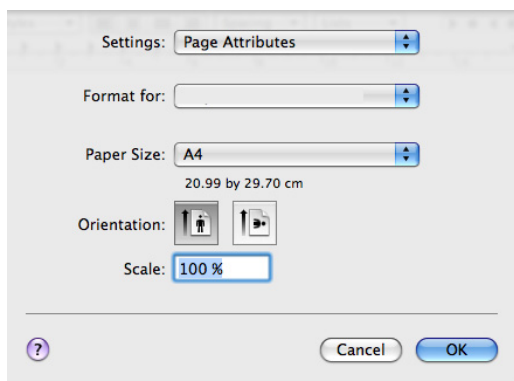 Settings: Page Attributes
Format for:
Paper Size: A4
20.99 by 29.70 cm
Orientation:
Scale: 100 %
?
Cancel OK